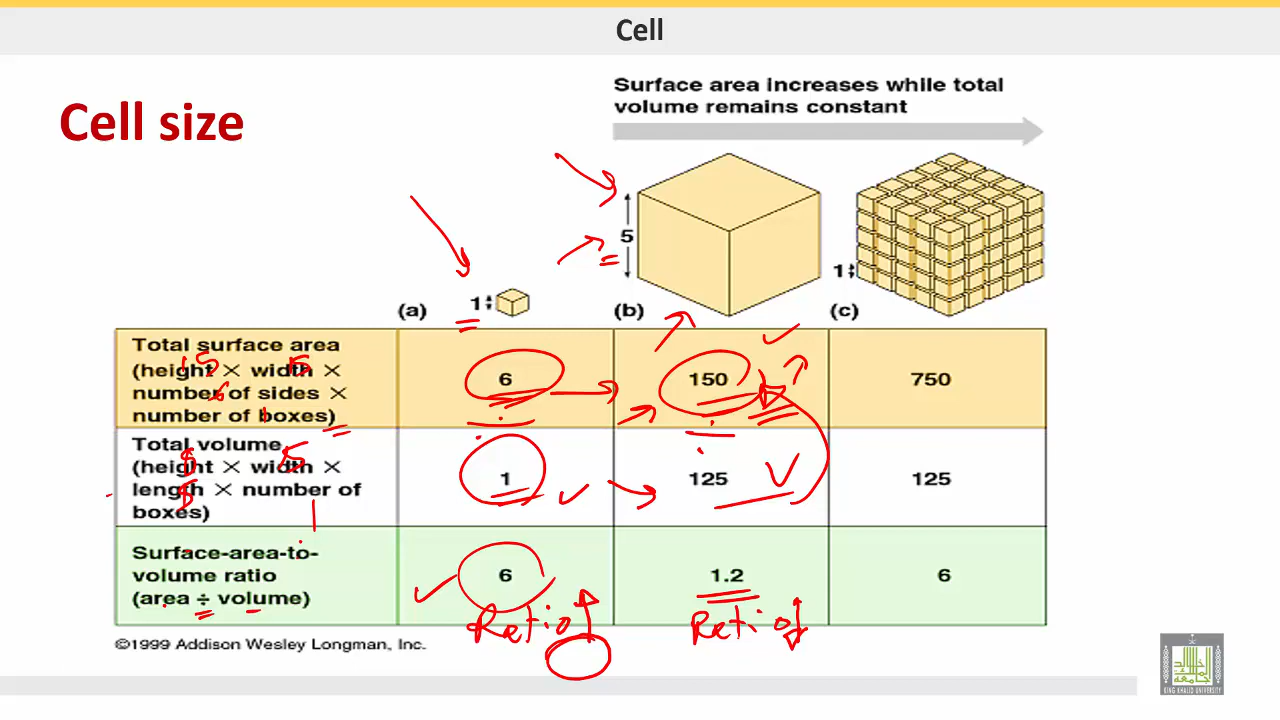 Cell
Cell size
Surface area increases while total
volume remains constant
5
1
1
(a)
(b)
(c)
Total surface area
(height × width ×
number of sides ×
number of boxes)
6
150
750
Total volume
(height × width ×
length × number of
boxes)
1
125
125
Surface-area-to-
volume ratio
(area ÷ volume)
6
1.2
6
Ratio
Ratio
©1999 Addison Wesley Longman, Inc.
KING KHALID UNIVERSITY